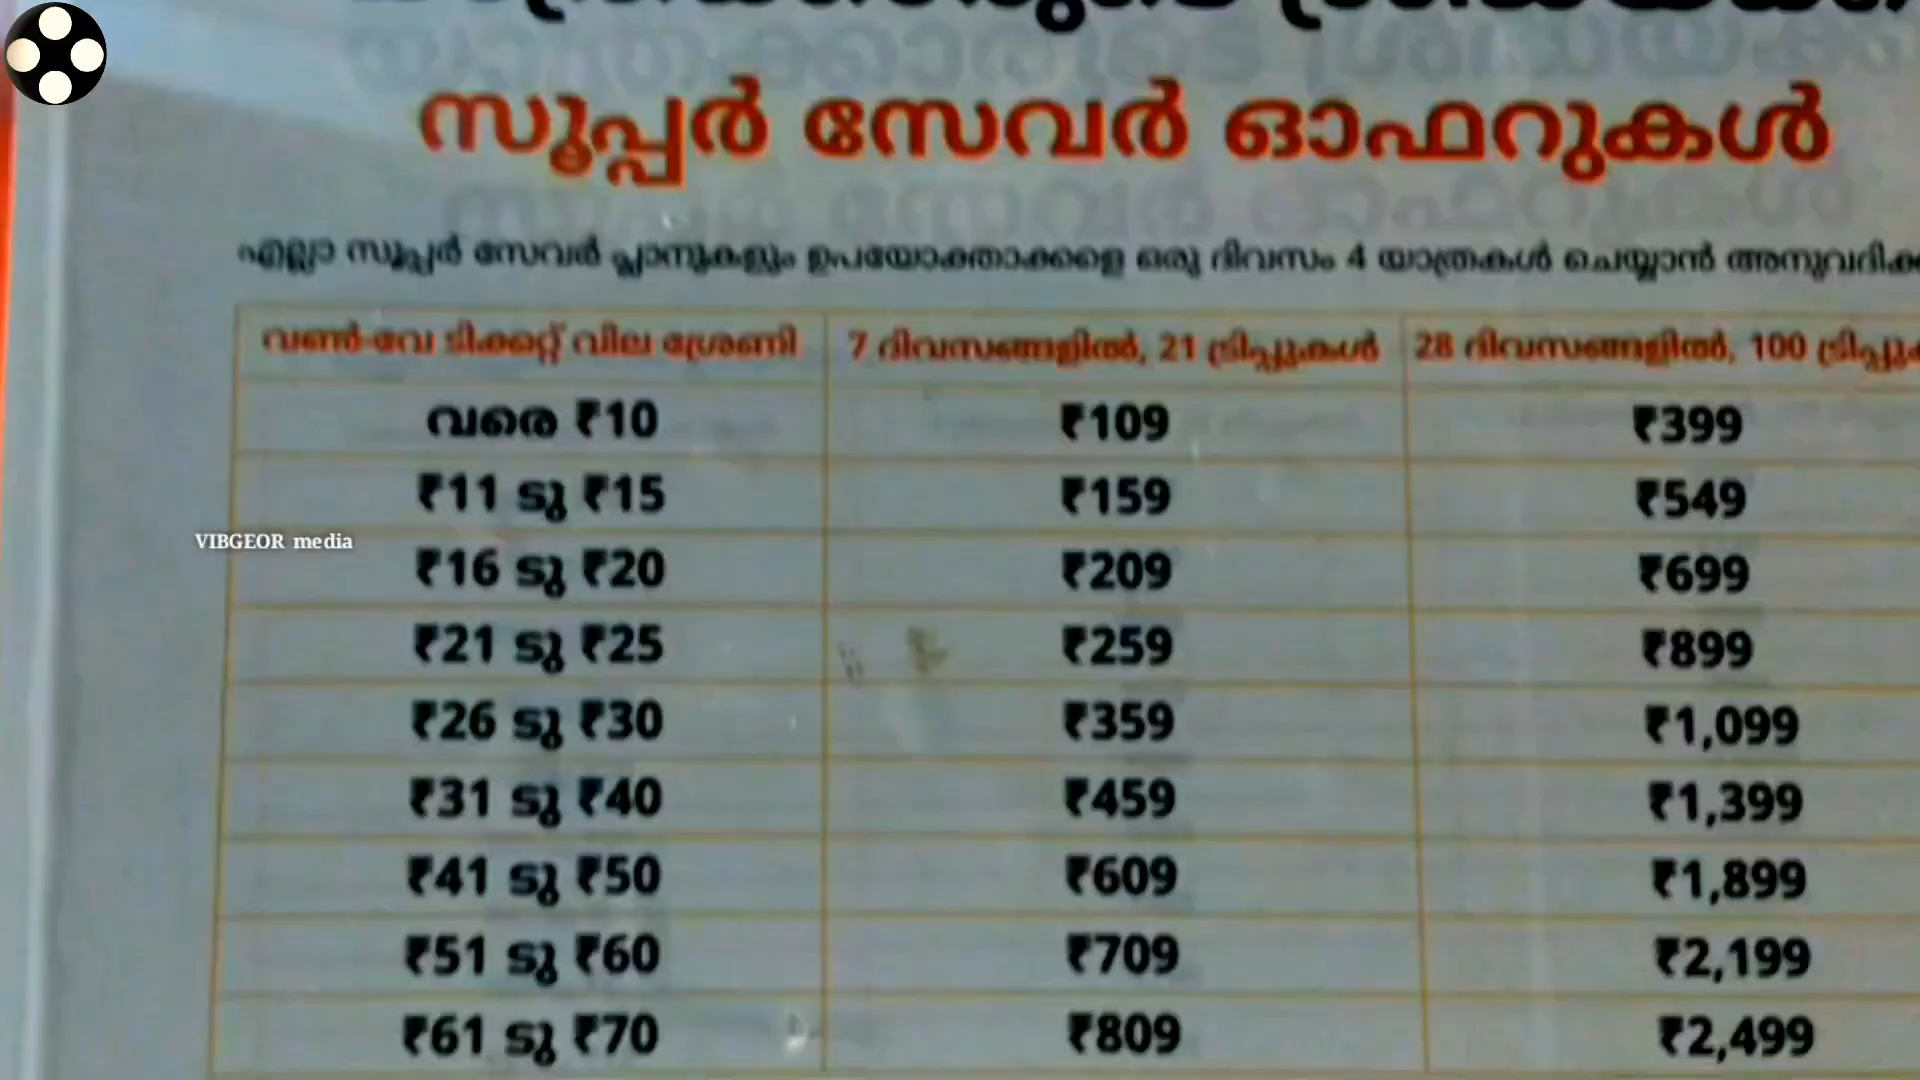 സൂപ്പർ സേവർ ഓഫറുകൾ
എല്ലാ സൂപ്പർ സേവർ പ്ലാനുകളും ഉപയോക്താക്കളെ ഒരു ദിവസം 4 യാത്രകൾ ചെയ്യാൻ
വൺ-വേ ടിക്കറ്റ് വില ശ്രേണി 7 ദിവസങ്ങളിൽ, 21 ട്രിപ്പുകൾ 28 ദിവസങ്ങളിൽ, 100
വരെ ₹10 ₹109 ₹399
₹11 ടു ₹15 ₹159 ₹549
VIBGEOR media
₹16 ടു ₹20 ₹209 ₹699
₹21 ടു ₹25 ₹259 ₹899
₹26 ടു ₹30 ₹359 ₹1,099
₹31 ടു ₹40 ₹459 ₹1,399
₹41 ടു ₹50 ₹609 ₹1,899
₹51 ടു ₹60 ₹709 ₹2,199
₹61 ടു ₹70 ₹809 ₹2,499